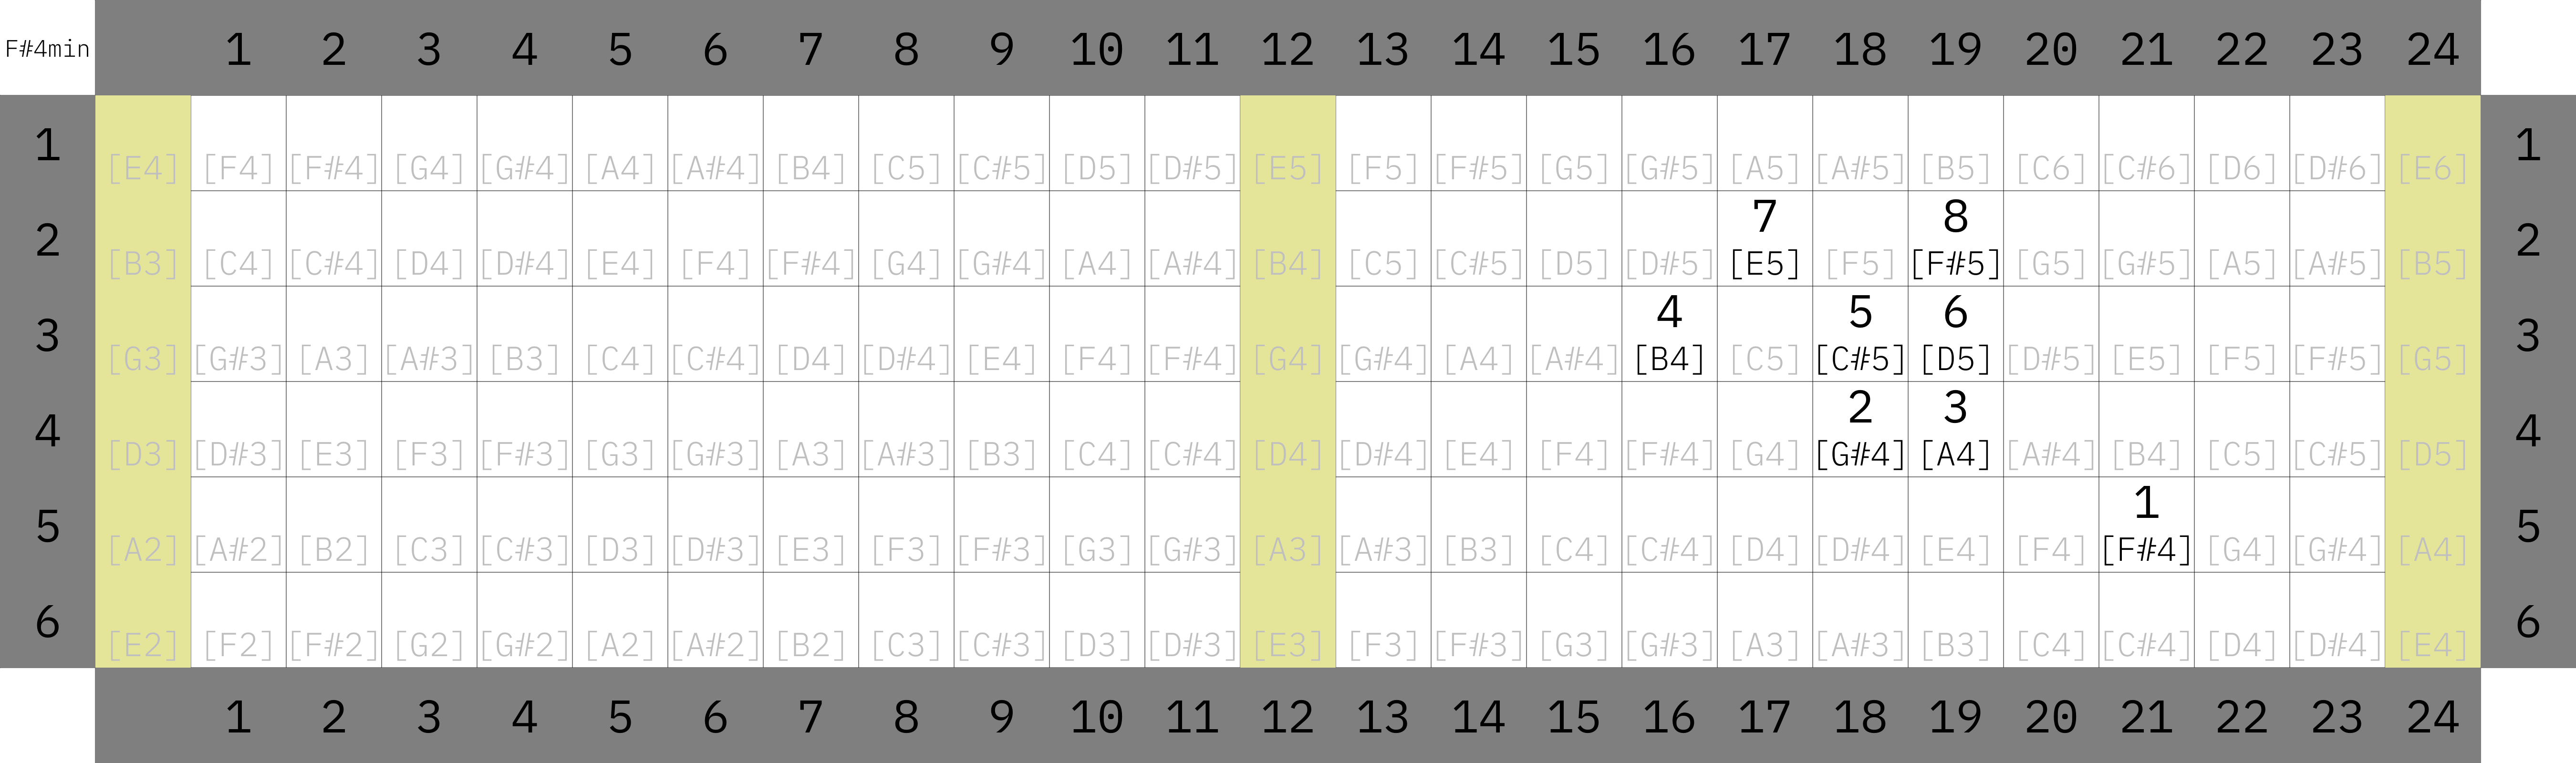 F#4min 1 2 3 4 5 6 7 8 9 10 11 12 13 14 15 16 17 18 19 20 21 22 23 24
1 1
[E4] [F4] [F#4] [G4] [G#4] [A4] [A#4] [B4] [C5] [C#5] [D5] [D#5] [E5] [F5] [F#5] [G5] [G#5] [A5] [A#5] [B5] [C6] [C#6] [D6] [D#6] [E6]
2 7 8 2
[B3] [C4] [C#4] [D4] [D#4] [E4] [F4] [F#4] [G4] [G#4] [A4] [A#4] [B4] [C5] [C#5] [D5] [D#5] [E5] [F5] [F#5] [G5] [G#5] [A5] [A#5] [B5]
3 4 5 6 3
[G3] [G#3] [A3] [A#3] [B3] [C4] [C#4] [D4] [D#4] [E4] [F4] [F#4] [G4] [G#4] [A4] [A#4] [B4] [C5] [C#5] [D5] [D#5] [E5] [F5] [F#5] [G5]
4 2 3 4
[D3] [D#3] [E3] [F3] [F#3] [G3] [G#3] [A3] [A#3] [B3] [C4] [C#4] [D4] [D#4] [E4] [F4] [F#4] [G4] [G#4] [A4] [A#4] [B4] [C5] [C#5] [D5]
5 1 5
[A2] [A#2] [B2] [C3] [C#3] [D3] [D#3] [E3] [F3] [F#3] [G3] [G#3] [A3] [A#3] [B3] [C4] [C#4] [D4] [D#4] [E4] [F4] [F#4] [G4] [G#4] [A4]
6 6
[E2] [F2] [F#2] [G2] [G#2] [A2] [A#2] [B2] [C3] [C#3] [D3] [D#3] [E3] [F3] [F#3] [G3] [G#3] [A3] [A#3] [B3] [C4] [C#4] [D4] [D#4] [E4]
1 2 3 4 5 6 7 8 9 10 11 12 13 14 15 16 17 18 19 20 21 22 23 24